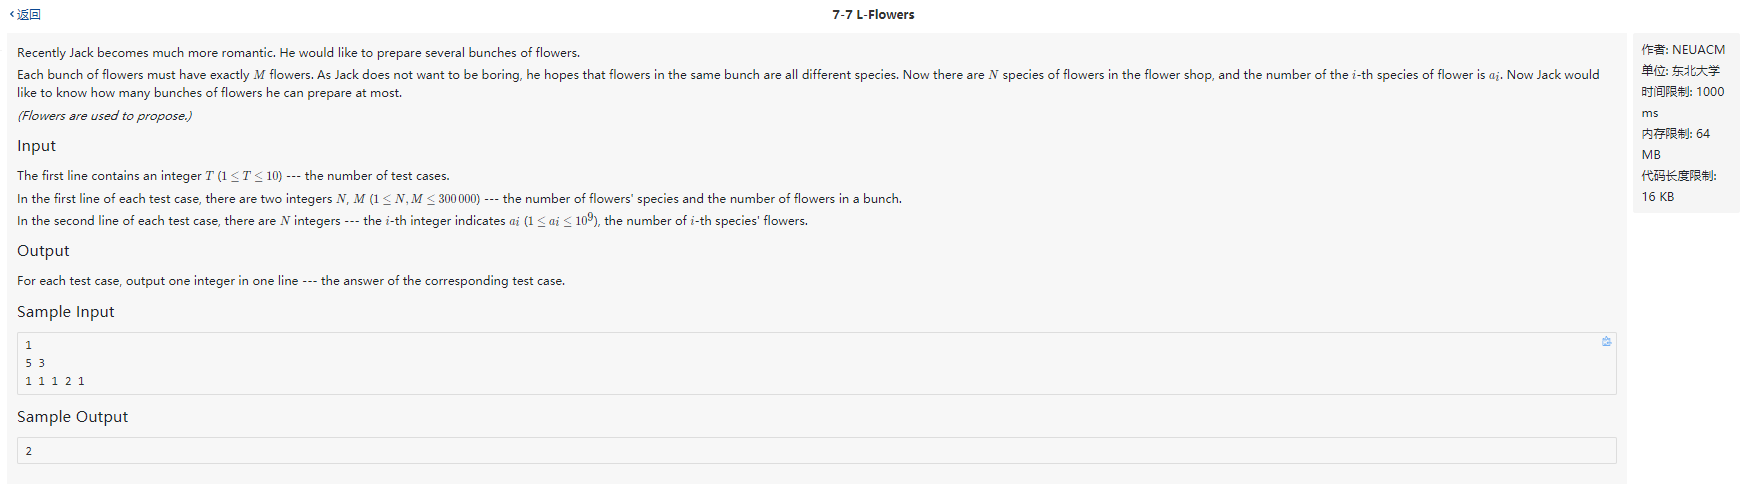 ‹返回
7-7 L-Flowers
Recently Jack becomes much more romantic. He would like to prepare several bunches of flowers.
Each bunch of flowers must have exactly M flowers. As Jack does not want to be boring, he hopes that flowers in the same bunch are all different species. Now there are N species of flowers in the flower shop, and the number of the i-th species of flower is aᵢ. Now Jack would
like to know how many bunches of flowers he can prepare at most.
(Flowers are used to propose.)
Input
The first line contains an integer T (1 ≤ T ≤ 10) --- the number of test cases.
In the first line of each test case, there are two integers N, M (1 ≤ N, M ≤ 300 000) --- the number of flowers' species and the number of flowers in a bunch.
In the second line of each test case, there are N integers --- the i-th integer indicates aᵢ (1 ≤ aᵢ ≤ 10⁹), the number of i-th species' flowers.
Output
For each test case, output one integer in one line --- the answer of the corresponding test case.
Sample Input
1
5 3
1 1 1 2 1
Sample Output
2
作者: NEUACM
单位: 东北大学
时间限制: 1000
ms
内存限制: 64
MB
代码长度限制:
16 KB